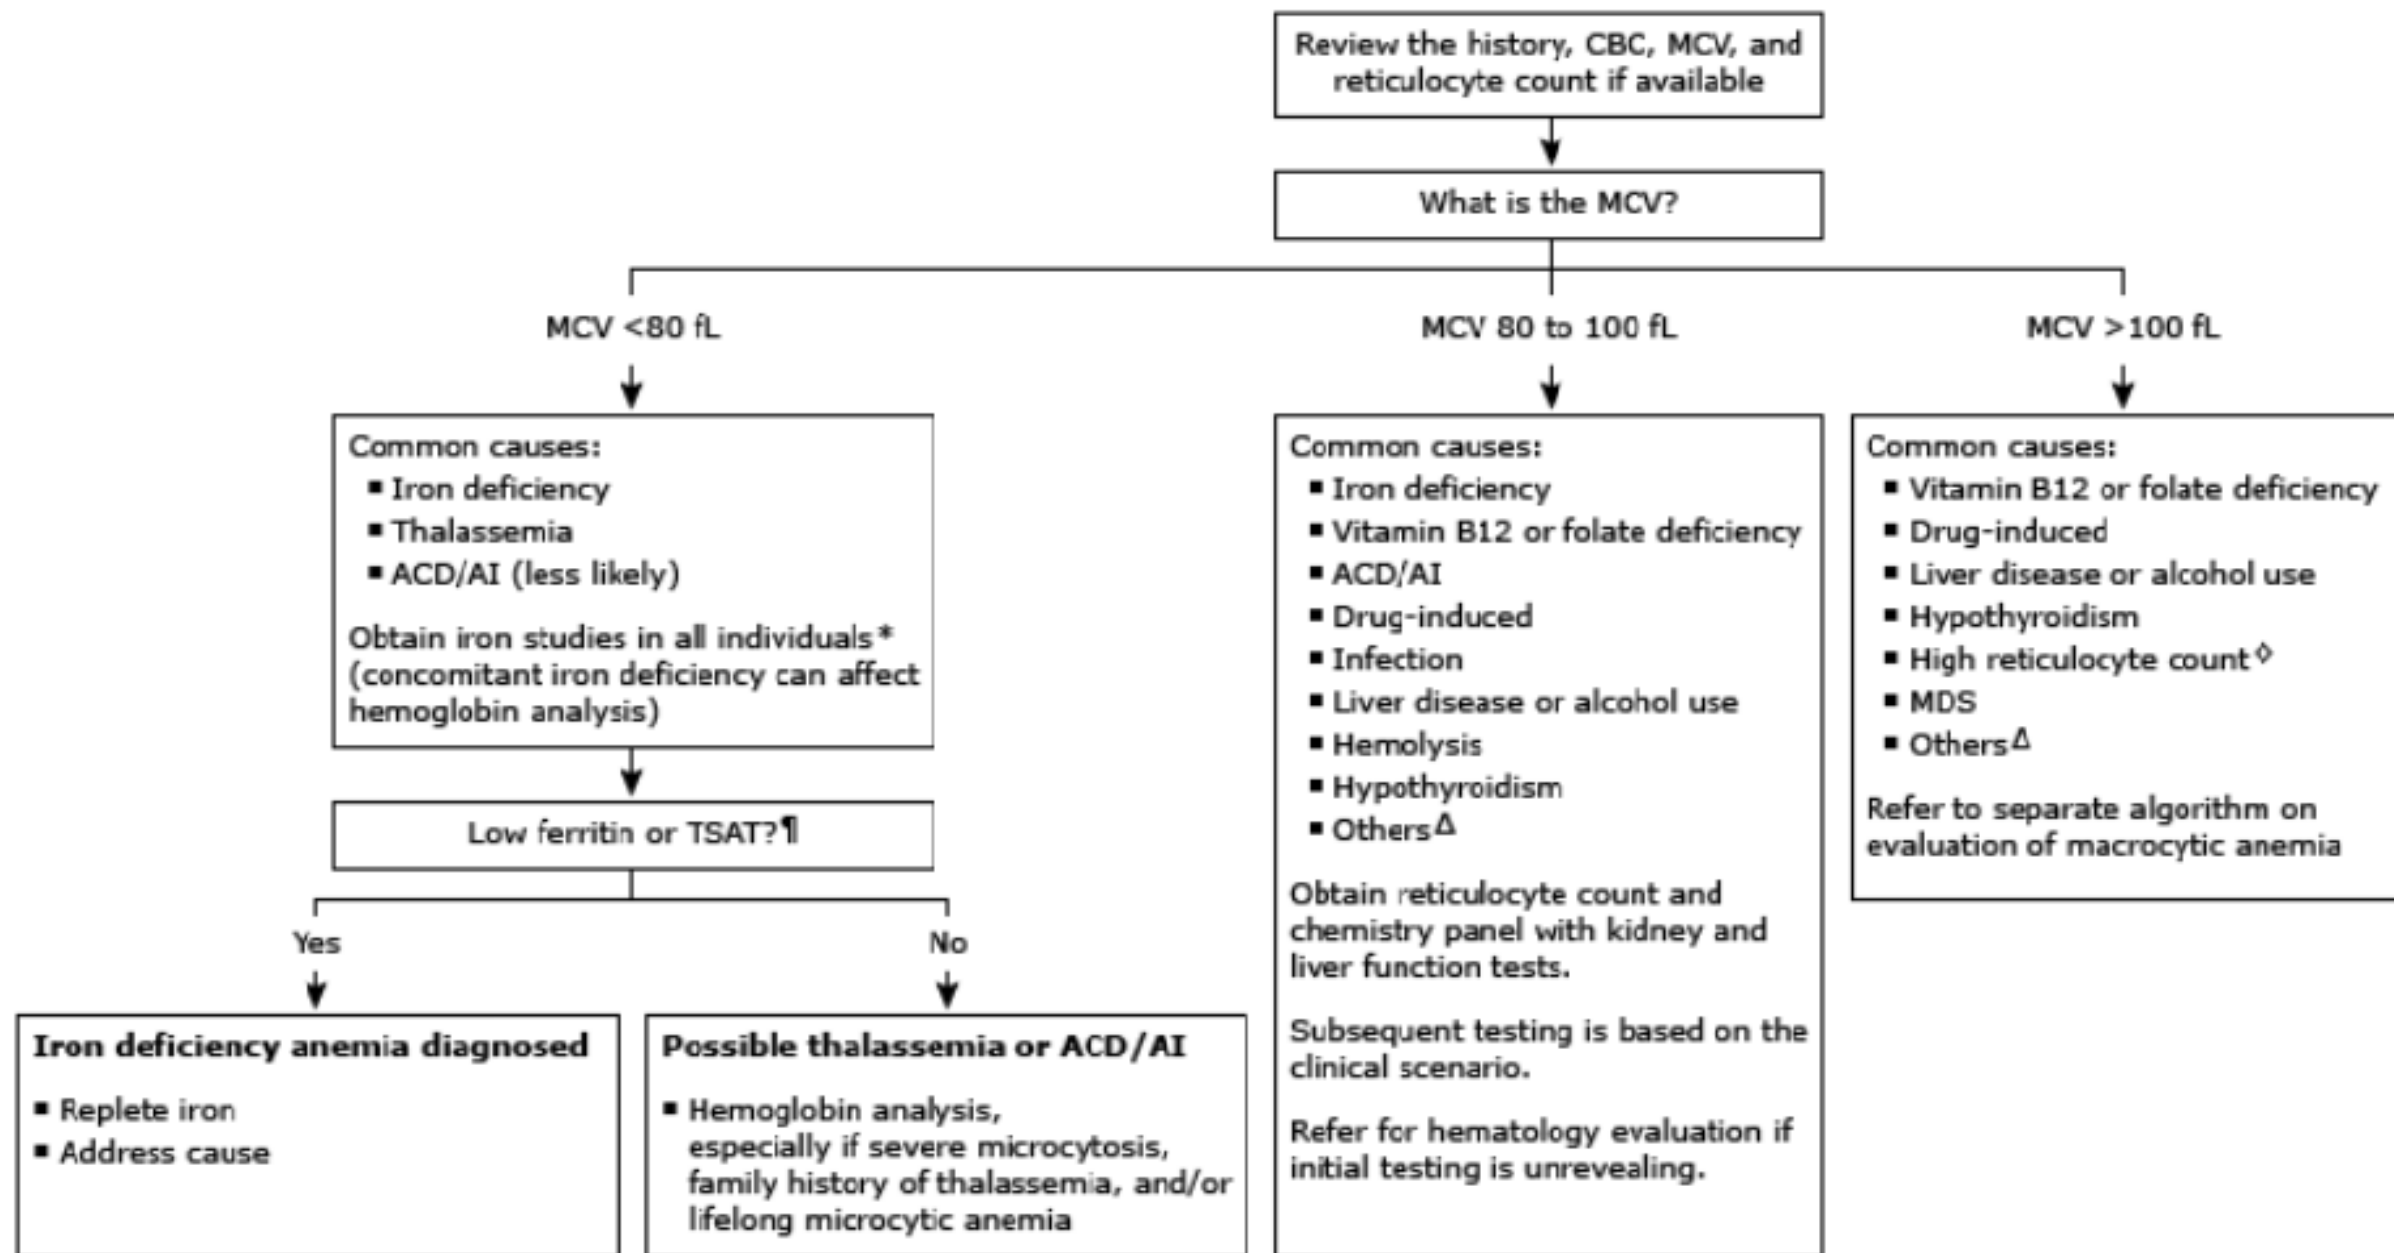 Review the history, CBC, MCV, and
reticulocyte count if available
What is the MCV?
MCV <80 fL
MCV 80 to 100 fL
MCV >100 fL
Common causes:
▪ Iron deficiency
▪ Thalassemia
▪ ACD/AI (less likely)
Obtain iron studies in all individuals*
(concomitant iron deficiency can affect
hemoglobin analysis)
Low ferritin or TSAT?¶
Yes
No
Iron deficiency anemia diagnosed
▪ Replete iron
▪ Address cause
Possible thalassemia or ACD/AI
▪ Hemoglobin analysis,
especially if severe microcytosis,
family history of thalassemia, and/or
lifelong microcytic anemia
Common causes:
▪ Iron deficiency
▪ Vitamin B12 or folate deficiency
▪ ACD/AI
▪ Drug-induced
▪ Infection
▪ Liver disease or alcohol use
▪ Hemolysis
▪ Hypothyroidism
▪ OthersΔ
Obtain reticulocyte count and
chemistry panel with kidney and
liver function tests.
Subsequent testing is based on the
clinical scenario.
Refer for hematology evaluation if
initial testing is unrevealing.
Common causes:
▪ Vitamin B12 or folate deficiency
▪ Drug-induced
▪ Liver disease or alcohol use
▪ Hypothyroidism
▪ High reticulocyte count◊
▪ MDS
▪ OthersΔ
Refer to separate algorithm on
evaluation of macrocytic anemia